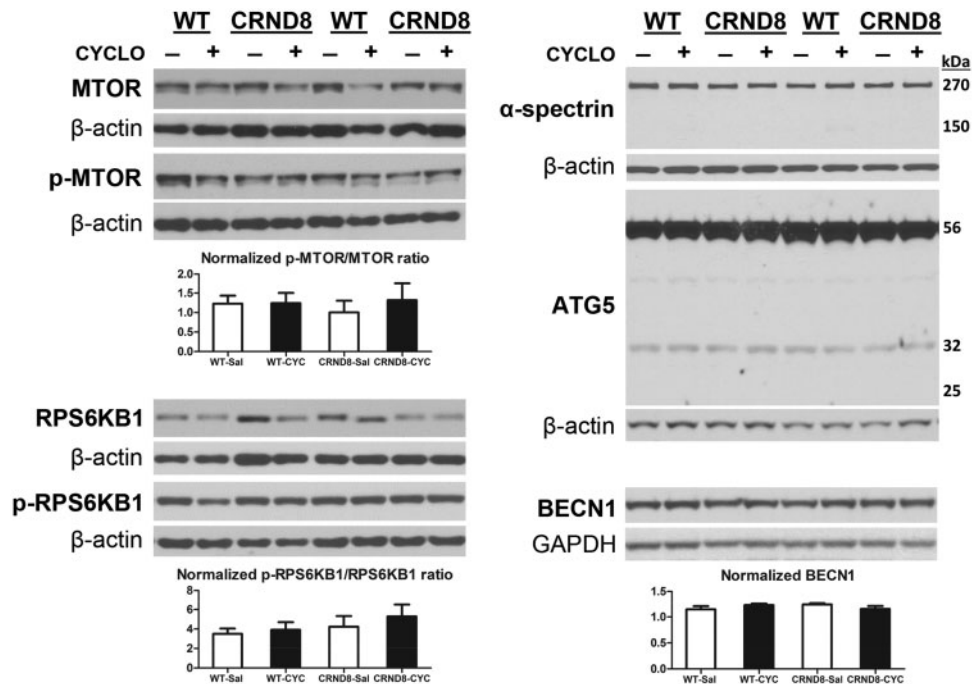 WT CRND8 WT CRND8
CYCLO – + – + – + – +
MTOR
β-actin
p-MTOR
β-actin
Normalized p-MTOR/MTOR ratio
2.0
1.5
1.0
0.5
0.0
WT-Sal WT-CYC CRND8-Sal CRND8-CYC
RPS6KB1
β-actin
p-RPS6KB1
β-actin
Normalized p-RPS6KB1/RPS6KB1 ratio
8
6
4
2
0
WT-Sal WT-CYC CRND8-Sal CRND8-CYC
WT CRND8 WT CRND8
CYCLO – + – + – + – +
kDa
α-spectrin
270
150
β-actin
56
ATG5
32
25
β-actin
BECN1
GAPDH
Normalized BECN1
1.5
1.0
0.5
0.0
WT-Sal WT-CYC CRND8-Sal CRND8-CYC